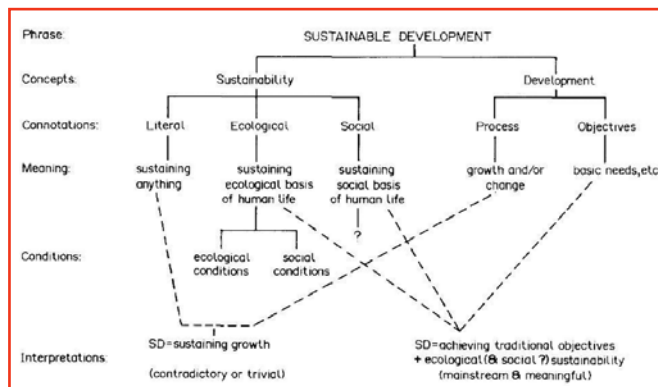 Phrase: SUSTAINABLE DEVELOPMENT
Concepts: Sustainability Development
Connotations: Literal Ecological Social Process Objectives
Meaning: sustaining sustaining sustaining growth and/or basic needs,etc
anything ecological basis social basis change
of human life of human life
?
Conditions: ecological social
conditions conditions
SD=sustaining growth SD=achieving traditional objectives
Interpretations: + ecological(& social ?) sustainability
(contradictory or trivial) (mainstream & meaningful)